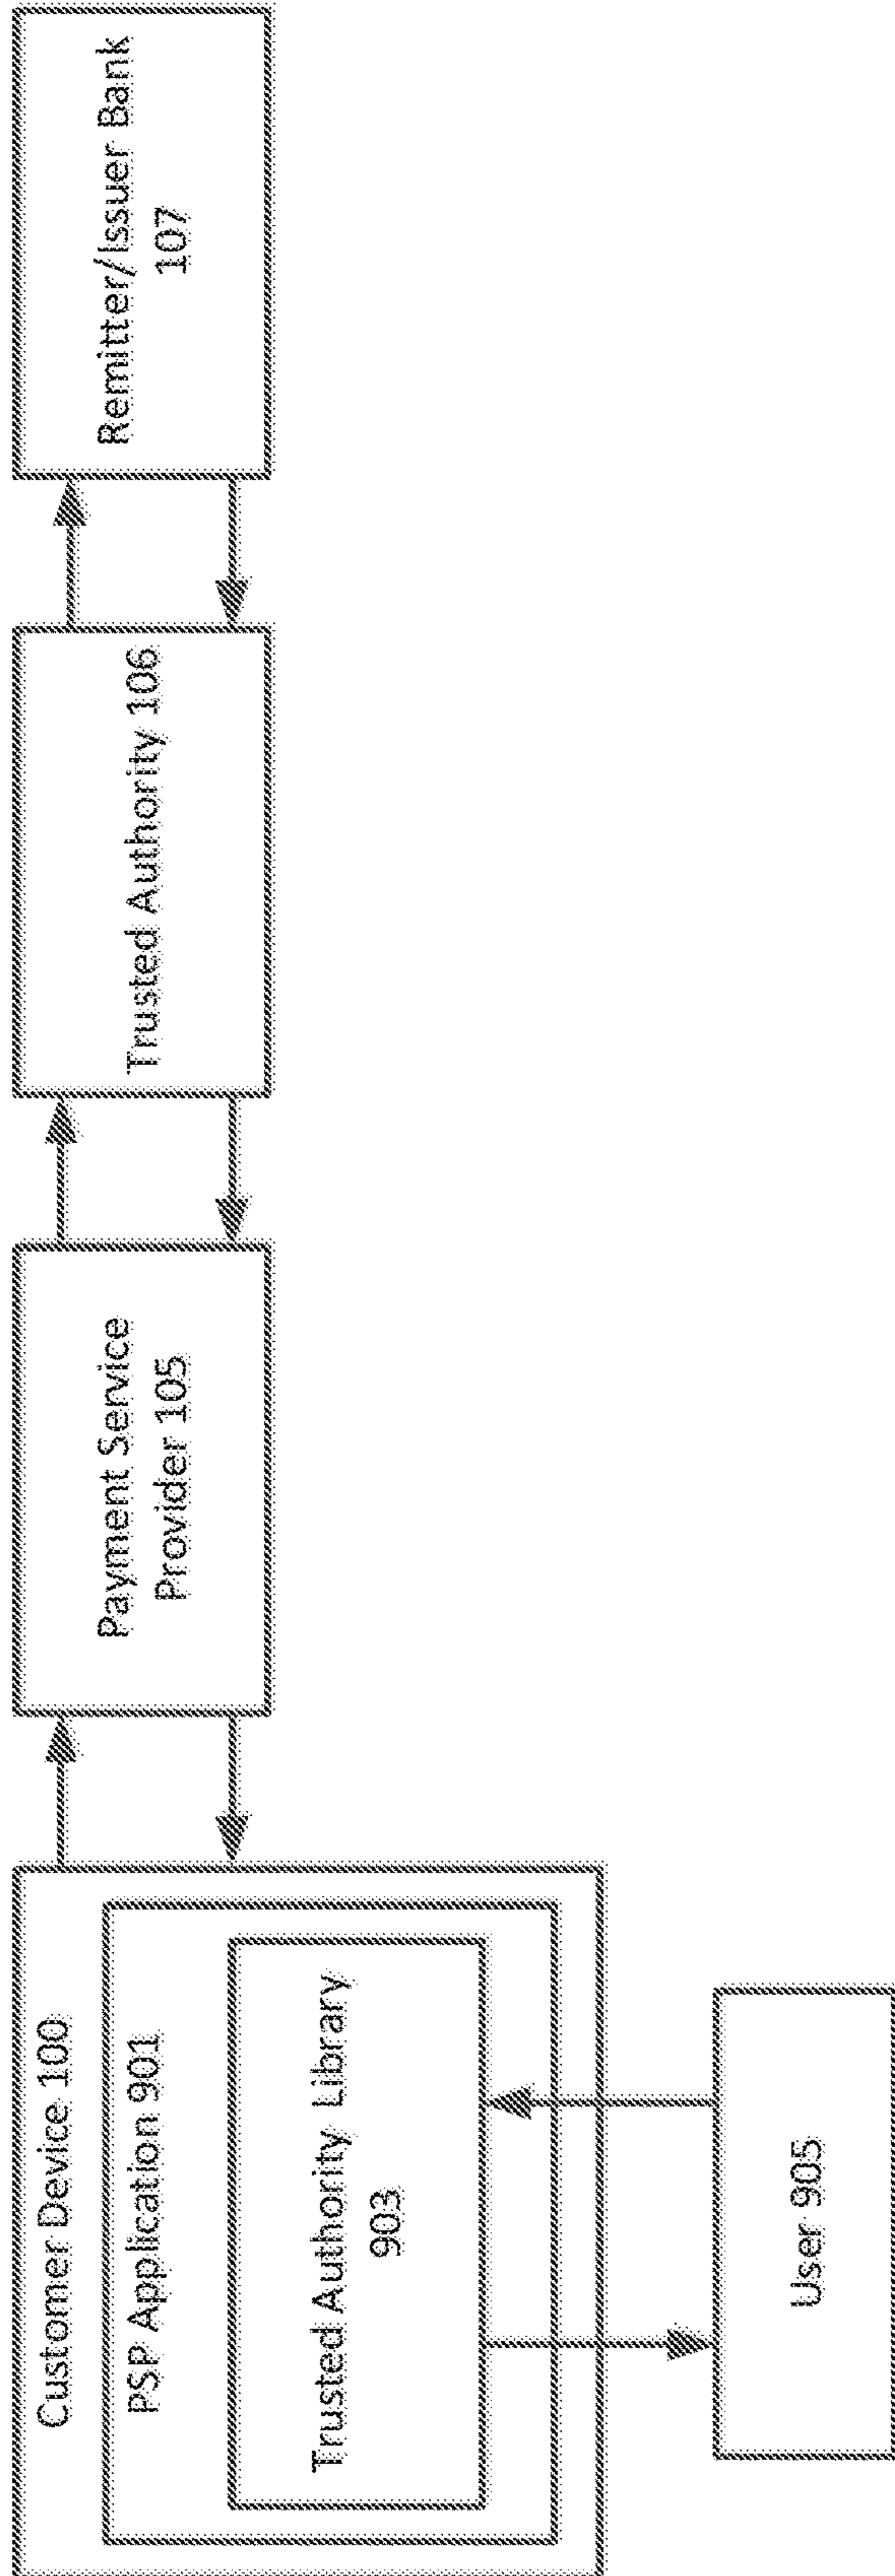 Customer Device 100
PSP Application 901
Trusted Authority Library
903
User 905
Payment Service
Provider 105
Trusted Authority 106
Remitter/Issuer Bank
107